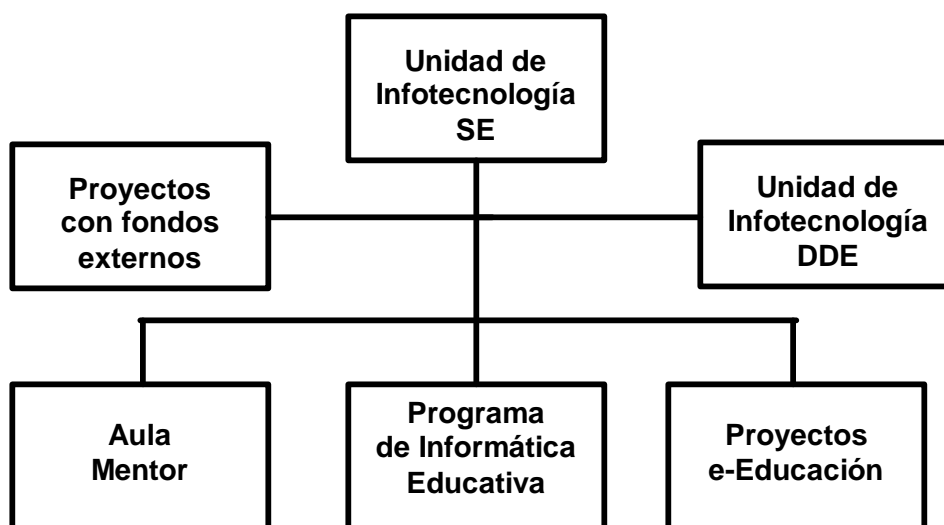 Unidad de
Infotecnología
SE
Proyectos
con fondos
externos
Unidad de
Infotecnología
DDE
Aula
Mentor
Programa
de Informática
Educativa
Proyectos
e-Educación